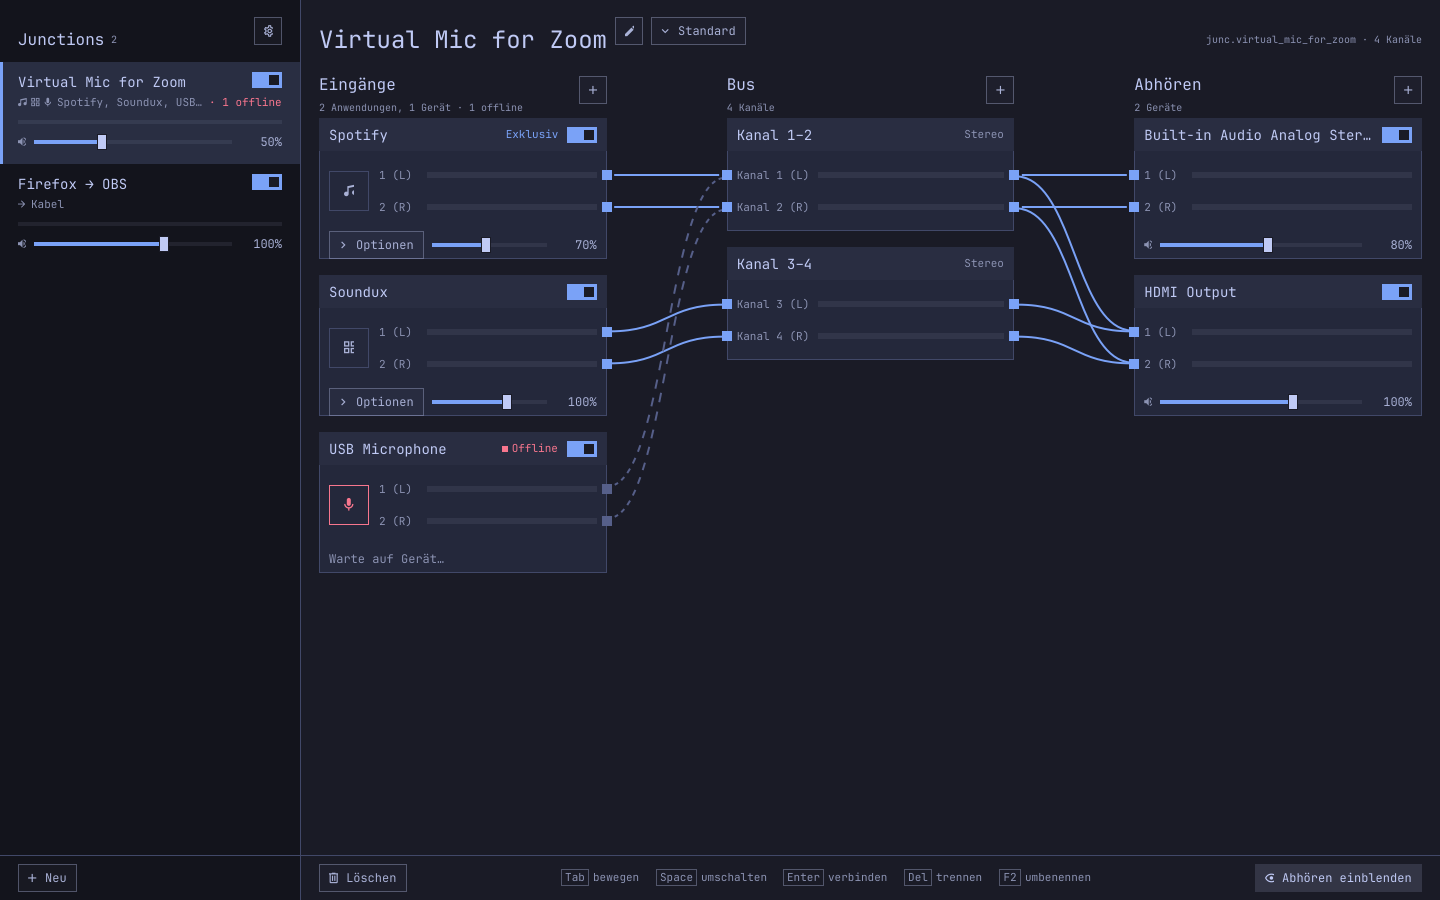 Junctions 2
Virtual Mic for Zoom
Spotify, Soundux, USB… · 1 offline
50%
Firefox → OBS
→ Kabel
100%
+ Neu
Virtual Mic for Zoom
Standard
junc.virtual_mic_for_zoom · 4 Kanäle
Eingänge
2 Anwendungen, 1 Gerät · 1 offline
Spotify Exklusiv
1 (L)
2 (R)
Optionen 70%
Soundux
1 (L)
2 (R)
Optionen 100%
USB Microphone Offline
1 (L)
2 (R)
Warte auf Gerät…
Bus
4 Kanäle
Kanal 1–2 Stereo
Kanal 1 (L)
Kanal 2 (R)
Kanal 3–4 Stereo
Kanal 3 (L)
Kanal 4 (R)
Abhören
2 Geräte
Built-in Audio Analog Ster…
1 (L)
2 (R)
80%
HDMI Output
1 (L)
2 (R)
100%
Löschen
Tab bewegen Space umschalten Enter verbinden Del trennen F2 umbenennen
Abhören einblenden